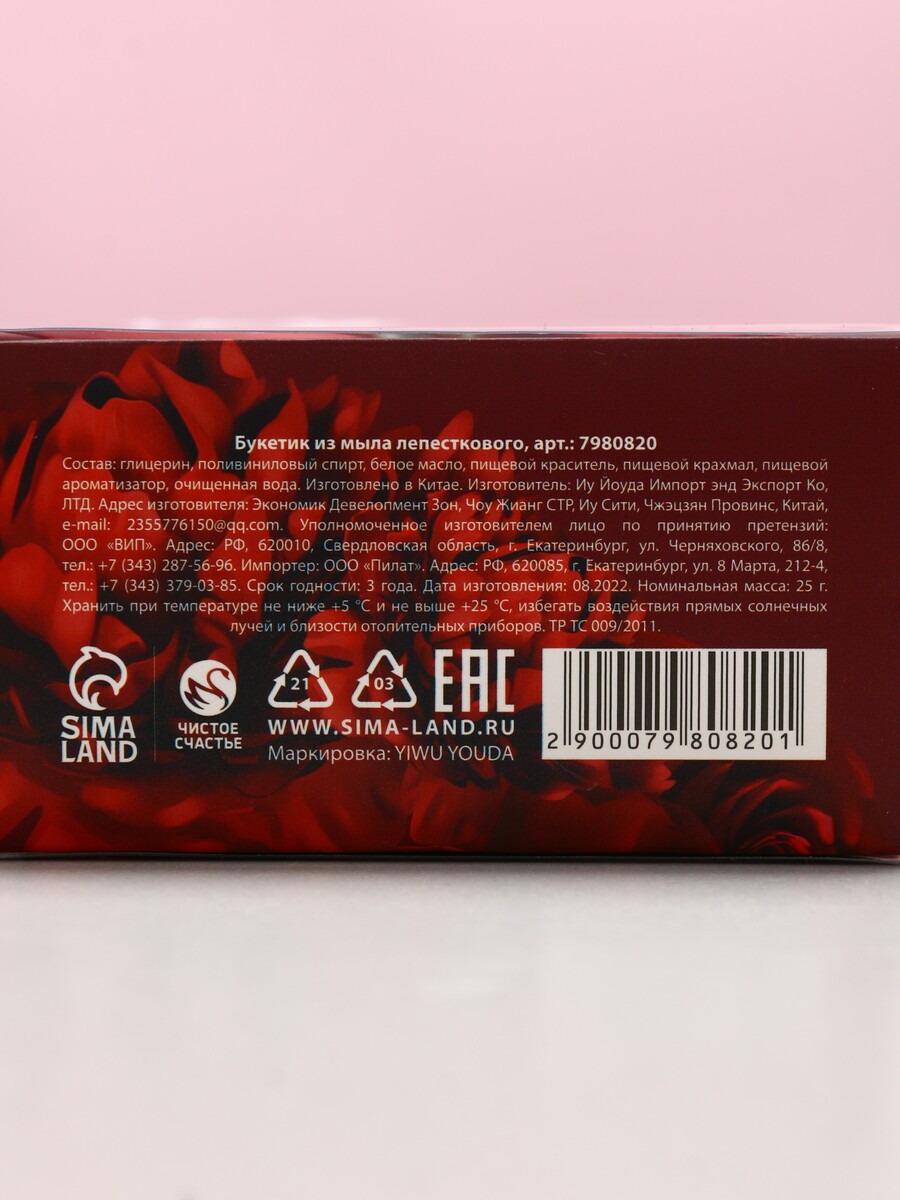 Букетик из мыла лепесткового, арт.: 7980820
Состав: глицерин, поливиниловый спирт, белое масло, пищевой краситель, пищевой крахмал, пищевой
ароматизатор, очищенная вода. Изготовлено в Китае. Изготовитель: Иу Йоуда Импорт энд Экспорт Ко,
ЛТД. Адрес изготовителя: Экономик Девелопмент Зон, Чоу Жианг СТР, Иу Сити, Чжэцзян Провинс, Китай,
e-mail: 2355776150@qq.com. Уполномоченное изготовителем лицо по принятию претензий:
ООО «ВИП». Адрес: РФ, 620010, Свердловская область, г. Екатеринбург, ул. Черняховского, 86/8,
тел.: +7 (343) 287-56-96. Импортер: ООО «Пилат». Адрес: РФ, 620085, г. Екатеринбург, ул. 8 Марта, 212-4,
тел.: +7 (343) 379-03-85. Срок годности: 3 года. Дата изготовления: 08.2022. Номинальная масса: 25 г.
Хранить при температуре не ниже +5 °С и не выше +25 °С, избегать воздействия прямых солнечных
лучей и близости отопительных приборов. ТР ТС 009/2011.
SIMA
LAND
ЧИСТОЕ
СЧАСТЬЕ
21
03
EAC
WWW.SIMA-LAND.RU
Маркировка: YIWU YOUDA
2 900079 808201